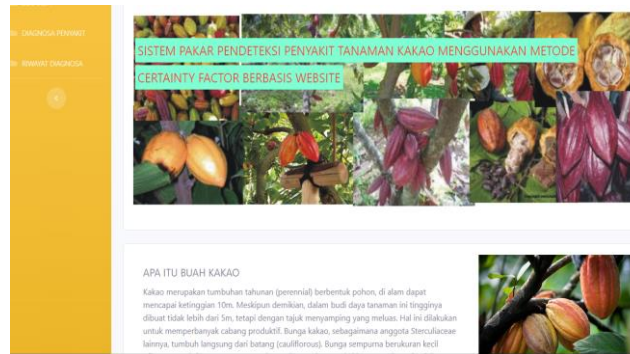 DIAGNOSA PENYAKIT
RIWAYAT DIAGNOSA
SISTEM PAKAR PENDETEKSI PENYAKIT TANAMAN KAKAO MENGGUNAKAN METODE
CERTAINTY FACTOR BERBASIS WEBSITE
APA ITU BUAH KAKAO
Kakao merupakan tumbuhan tahunan (perennial) berbentuk pohon, di alam dapat
mencapai ketinggian 10m. Meskipun demikian, dalam budi daya tanaman ini tingginya
dibuat tidak lebih dari 5m, tetapi dengan tajuk menyamping yang meluas. Hal ini dilakukan
untuk memperbanyak cabang produktif. Bunga kakao, sebagaimana anggota Sterculiaceae
lainnya, tumbuh langsung dari batang (cauliflorous). Bunga sempurna berukuran kecil